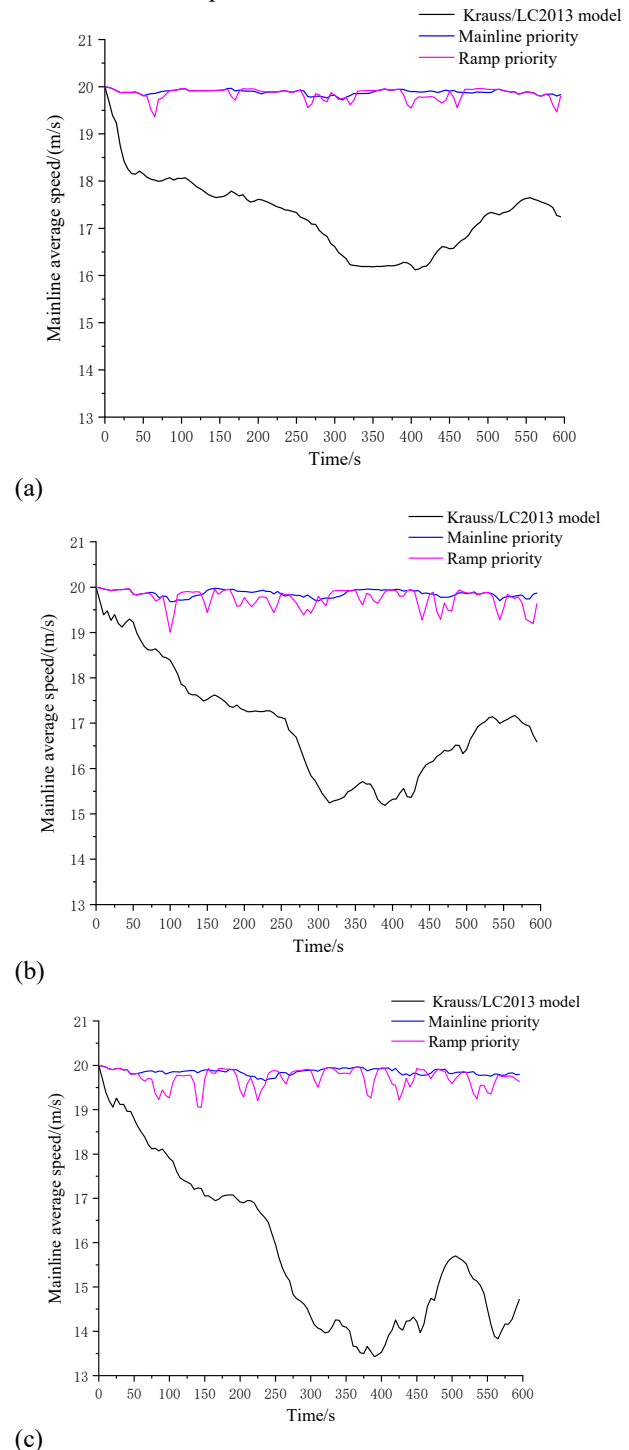 Krauss/LC2013 model
Mainline priority
Ramp priority
21
20
19
18
17
16
15
14
13
Mainline average speed/(m/s)
0 50 100 150 200 250 300 350 400 450 500 550 600
Time/s
(a)
Krauss/LC2013 model
Mainline priority
Ramp priority
21
20
19
18
17
16
15
14
13
Mainline average speed/(m/s)
0 50 100 150 200 250 300 350 400 450 500 550 600
Time/s
(b)
Krauss/LC2013 model
Mainline priority
Ramp priority
21
20
19
18
17
16
15
14
13
Mainline average speed/(m/s)
0 50 100 150 200 250 300 350 400 450 500 550 600
Time/s
(c)